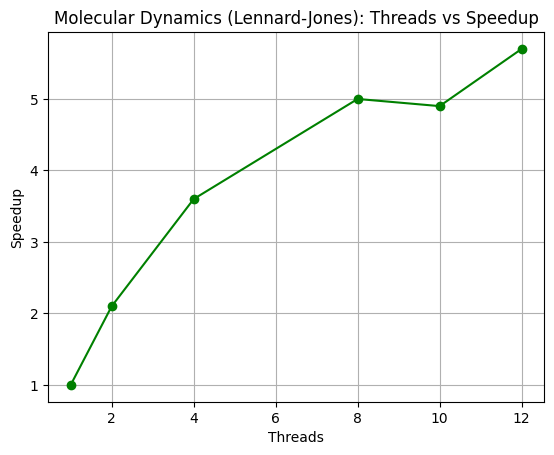 Molecular Dynamics (Lennard-Jones): Threads vs Speedup
5
4
3
2
1
Speedup
2 4 6 8 10 12
Threads